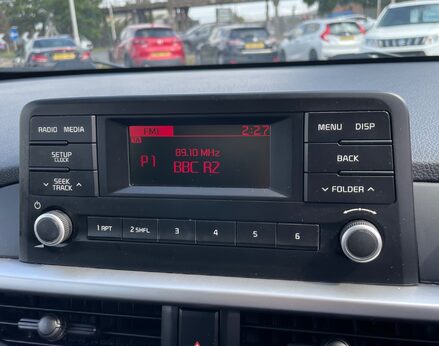 RADIO MEDIA
SETUP
CLOCK
SEEK
TRACK
FM1 2:27
P1 89.10 MHz
BBC R2
MENU DISP
BACK
FOLDER
1 RPT 2 SHFL 3 4 5 6